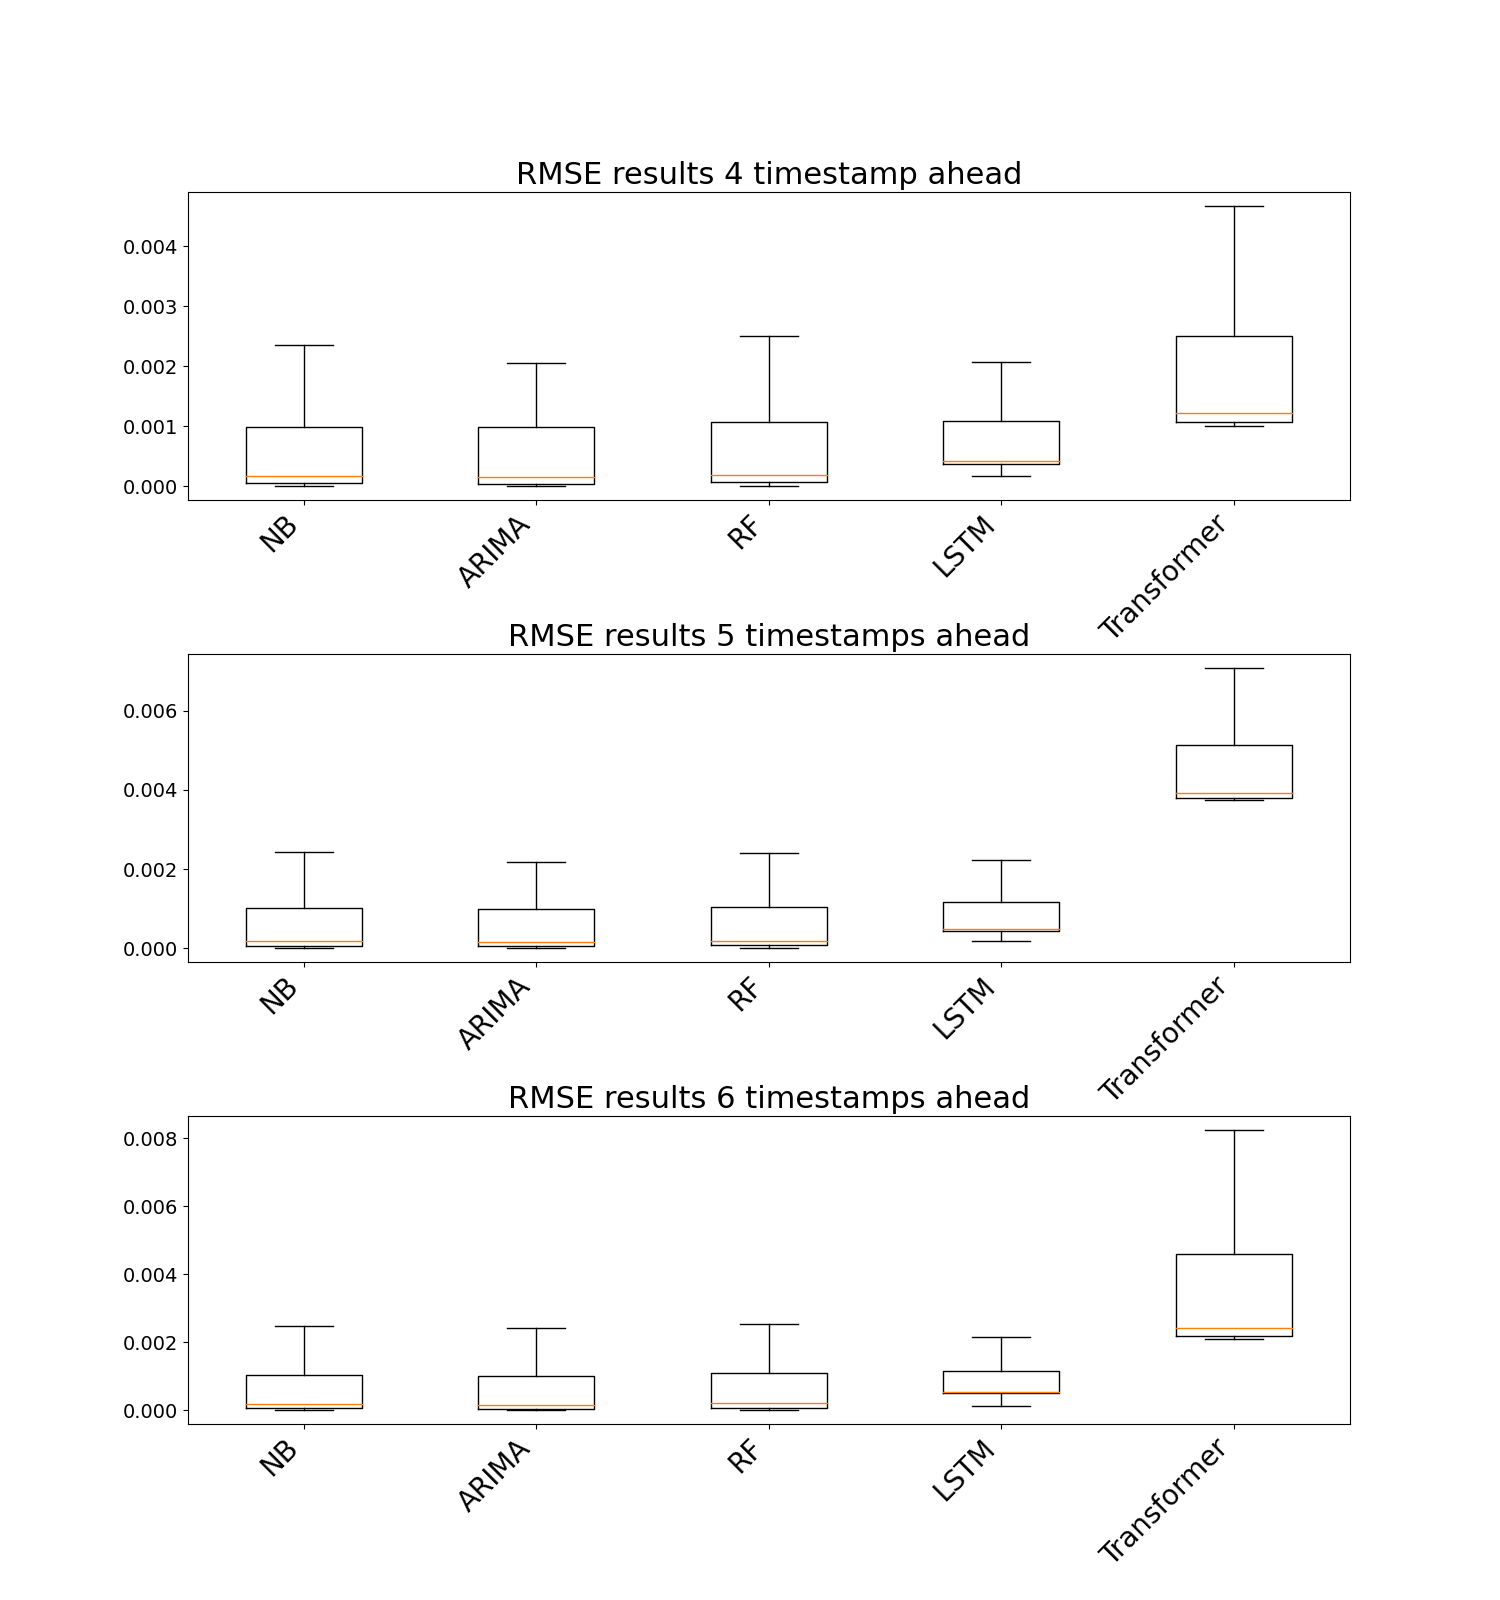 RMSE results 4 timestamp ahead
0.004
0.003
0.002
0.001
0.000
NB
ARIMA
RF
LSTM
Transformer
RMSE results 5 timestamps ahead
0.006
0.004
0.002
0.000
NB
ARIMA
RF
LSTM
Transformer
RMSE results 6 timestamps ahead
0.008
0.006
0.004
0.002
0.000
NB
ARIMA
RF
LSTM
Transformer